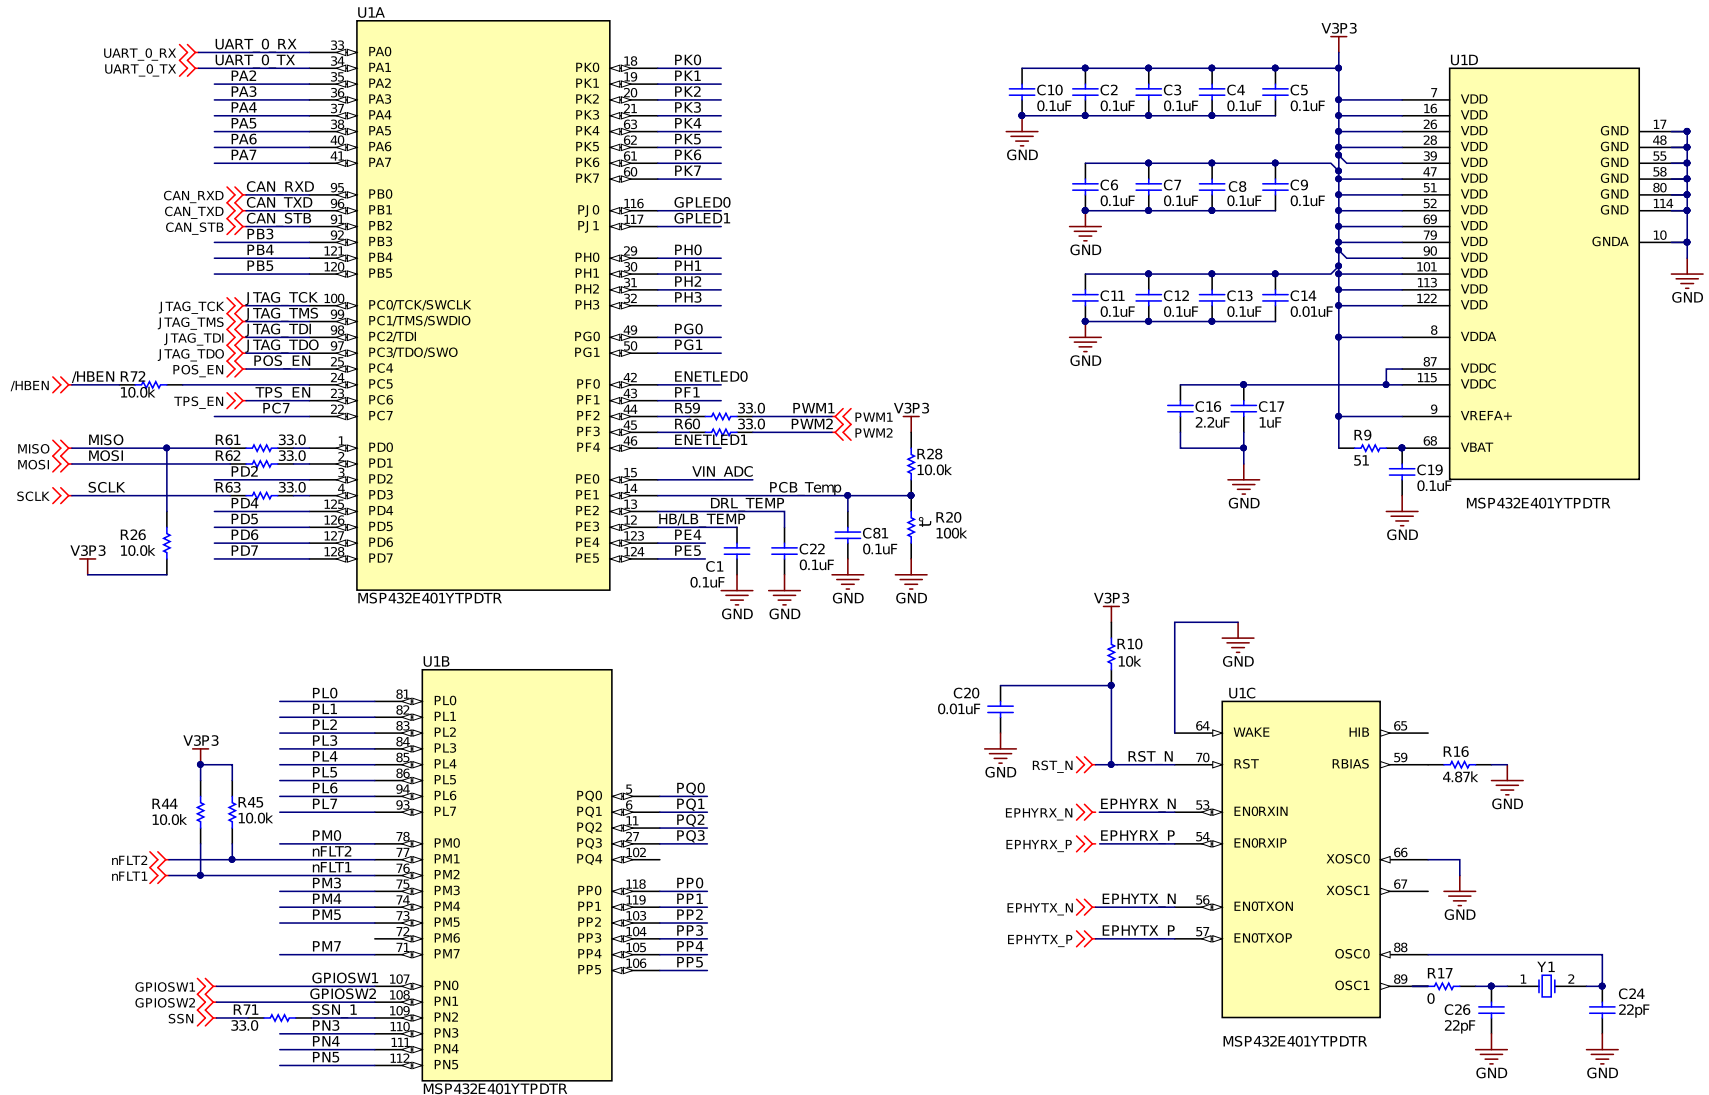 U1A
UART_0_RX UART_0_RX 33 PA0
UART_0_TX UART_0_TX 34 PA1
PA2 35 PA2
PA3 36 PA3
PA4 37 PA4
PA5 38 PA5
PA6 40 PA6
PA7 41 PA7
CAN_RXD CAN_RXD 95 PB0
CAN_TXD CAN_TXD 96 PB1
CAN_STB CAN_STB 91 PB2
PB3 92 PB3
PB4 121 PB4
PB5 120 PB5
JTAG_TCK JTAG_TCK 100 PC0/TCK/SWCLK
JTAG_TMS JTAG_TMS 99 PC1/TMS/SWDIO
JTAG_TDI JTAG_TDI 98 PC2/TDI
JTAG_TDO JTAG_TDO 97 PC3/TDO/SWO
POS_EN POS_EN 25 PC4
/HBEN /HBEN R72 10.0k 24 PC5
TPS_EN TPS_EN 23 PC6
PC7 22 PC7
MISO MISO R61 33.0 1 PD0
MOSI MOSI R62 33.0 2 PD1
PD2 3 PD2
SCLK SCLK R63 33.0 4 PD3
PD4 125 PD4
PD5 126 PD5
PD6 127 PD6
PD7 128 PD7
R26
10.0k
V3P3
PK0 18 PK0
PK1 19 PK1
PK2 20 PK2
PK3 21 PK3
PK4 63 PK4
PK5 62 PK5
PK6 61 PK6
PK7 60 PK7
PJ0 116 GPLED0
PJ1 117 GPLED1
PH0 29 PH0
PH1 30 PH1
PH2 31 PH2
PH3 32 PH3
PG0 49 PG0
PG1 50 PG1
PF0 42 ENETLED0
PF1 43 PF1
PF2 44 R59 33.0 PWM1 PWM1
PF3 45 R60 33.0 PWM2 PWM2
PF4 46 ENETLED1
PE0 15 VIN_ADC
PE1 14 PCB_Temp
PE2 13 DRL_TEMP
PE3 12 HB/LB_TEMP
PE4 123 PE4
PE5 124 PE5
V3P3
R28
10.0k
R20
100k
t°
C81
0.1uF
C22
0.1uF
C1
0.1uF
GND
GND
GND
GND
MSP432E401YTPDTR
V3P3
C10
0.1uF
C2
0.1uF
C3
0.1uF
C4
0.1uF
C5
0.1uF
GND
C6
0.1uF
C7
0.1uF
C8
0.1uF
C9
0.1uF
GND
C11
0.1uF
C12
0.1uF
C13
0.1uF
C14
0.01uF
GND
C16
2.2uF
C17
1uF
GND
R9
51
C19
0.1uF
GND
U1D
7 VDD
16 VDD
26 VDD
28 VDD
39 VDD
47 VDD
51 VDD
52 VDD
69 VDD
79 VDD
90 VDD
101 VDD
113 VDD
122 VDD
8 VDDA
87 VDDC
115 VDDC
9 VREFA+
68 VBAT
GND 17
GND 48
GND 55
GND 58
GND 80
GND 114
GNDA 10
GND
MSP432E401YTPDTR
U1B
PL0 81 PL0
PL1 82 PL1
PL2 83 PL2
PL3 84 PL3
PL4 85 PL4
PL5 86 PL5
PL6 94 PL6
PL7 93 PL7
PM0 78 PM0
nFLT2 nFLT2 77 PM1
nFLT1 nFLT1 76 PM2
PM3 75 PM3
PM4 74 PM4
PM5 73 PM5
72 PM6
PM7 71 PM7
GPIOSW1 GPIOSW1 107 PN0
GPIOSW2 GPIOSW2 108 PN1
SSN R71 33.0 SSN_1 109 PN2
PN3 110 PN3
PN4 111 PN4
PN5 112 PN5
V3P3
R44
10.0k
R45
10.0k
PQ0 5 PQ0
PQ1 6 PQ1
PQ2 11 PQ2
PQ3 27 PQ3
PQ4 102
PP0 118 PP0
PP1 119 PP1
PP2 103 PP2
PP3 104 PP3
PP4 105 PP4
PP5 106 PP5
MSP432E401YTPDTR
V3P3
R10
10k
C20
0.01uF
GND
GND
U1C
64 WAKE
RST_N RST_N 70 RST
EPHYRX_N EPHYRX_N 53 EN0RXIN
EPHYRX_P EPHYRX_P 54 EN0RXIP
EPHYTX_N EPHYTX_N 56 EN0TXON
EPHYTX_P EPHYTX_P 57 EN0TXOP
HIB 65
RBIAS 59 R16
4.87k
GND
XOSC0 66
XOSC1 67
GND
OSC0 88
OSC1 89 R17
0
1 Y1 2
C26
22pF
C24
22pF
GND
GND
MSP432E401YTPDTR